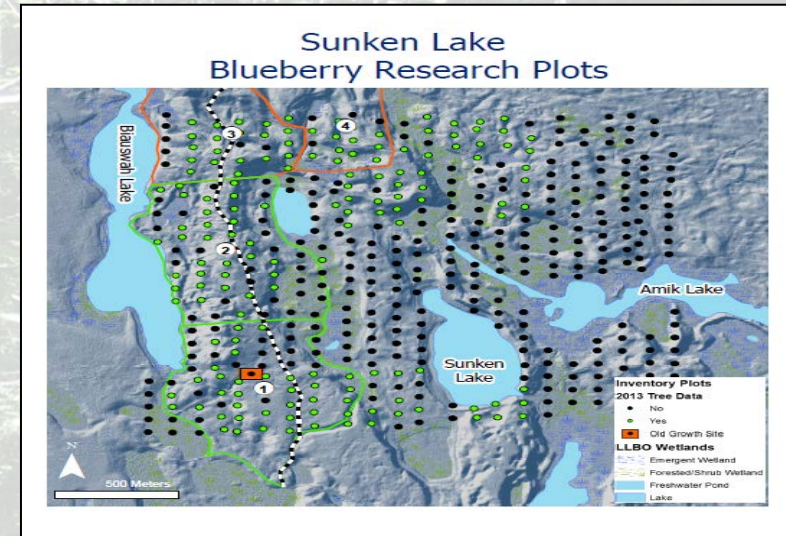 Sunken Lake
Blueberry Research Plots
Biauswah Lake
3
4
2
Amik Lake
Sunken
Lake
1
Inventory Plots
2013 Tree Data
No
Yes
Old Growth Site
LLBO Wetlands
Emergent Wetland
Forested/Shrub Wetland
Freshwater Pond
Lake
N
500 Meters